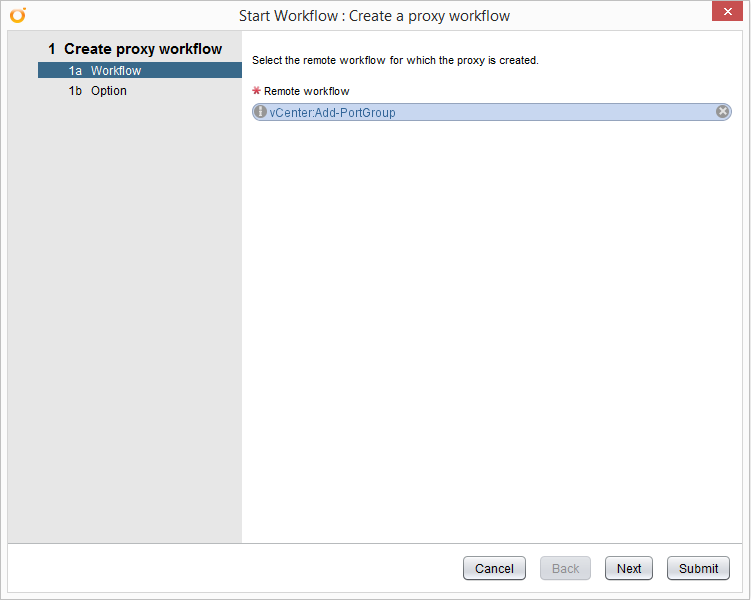 Start Workflow : Create a proxy workflow
1 Create proxy workflow
1a Workflow
1b Option
Select the remote workflow for which the proxy is created.
* Remote workflow
vCenter:Add-PortGroup
Cancel Back Next Submit